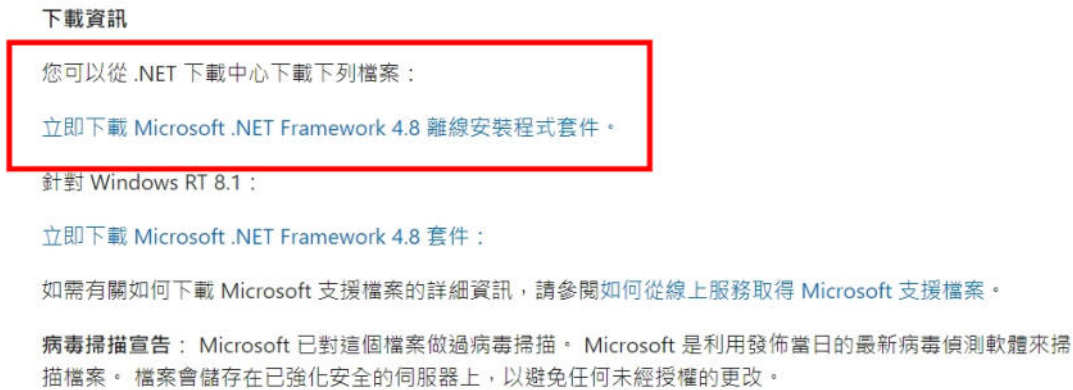 下載資訊
您可以從 .NET 下載中心下載下列檔案：
立即下載 Microsoft .NET Framework 4.8 離線安裝程式套件。
針對 Windows RT 8.1：
立即下載 Microsoft .NET Framework 4.8 套件：
如需有關如何下載 Microsoft 支援檔案的詳細資訊，請參閱如何從線上服務取得 Microsoft 支援檔案。
病毒掃描宣告： Microsoft 已對這個檔案做過病毒掃描。 Microsoft 是利用發佈當日的最新病毒偵測軟體來掃
描檔案。 檔案會儲存在已強化安全的伺服器上，以避免任何未經授權的更改。